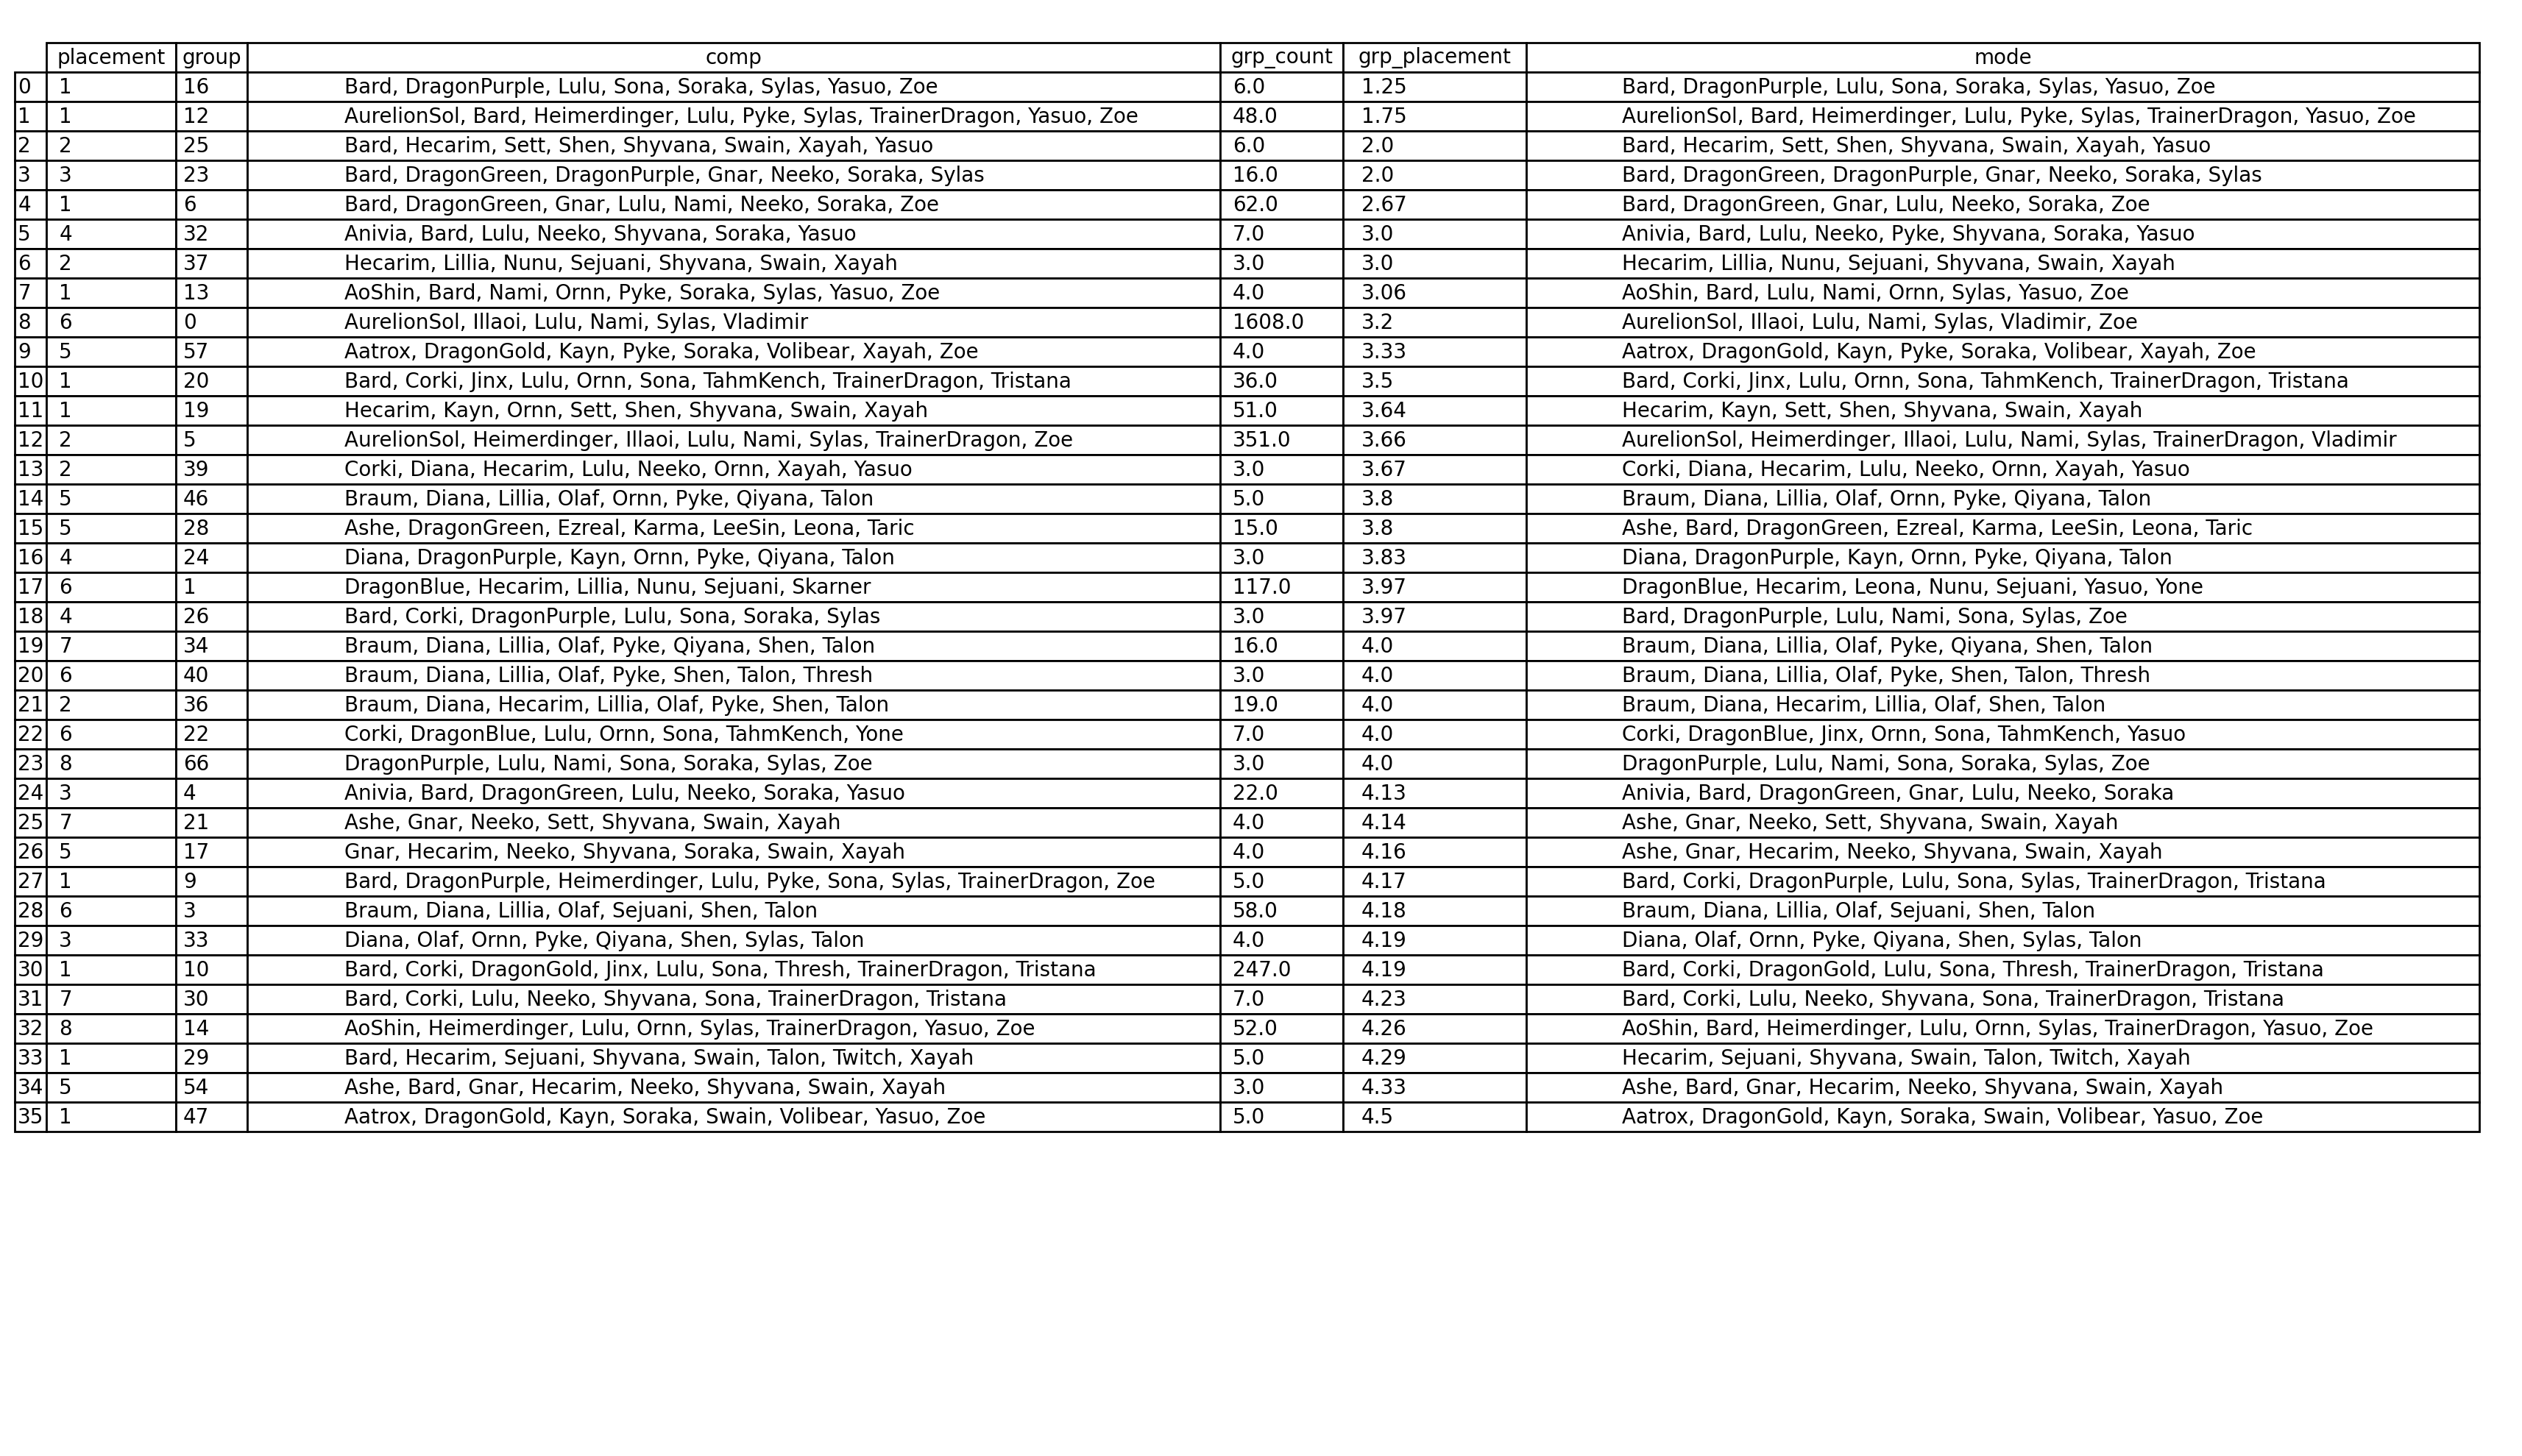 placement group comp grp_count grp_placement mode
0 1 16 Bard, DragonPurple, Lulu, Sona, Soraka, Sylas, Yasuo, Zoe 6.0 1.25 Bard, DragonPurple, Lulu, Sona, Soraka, Sylas, Yasuo, Zoe
1 1 12 AurelionSol, Bard, Heimerdinger, Lulu, Pyke, Sylas, TrainerDragon, Yasuo, Zoe 48.0 1.75 AurelionSol, Bard, Heimerdinger, Lulu, Pyke, Sylas, TrainerDragon, Yasuo, Zoe
2 2 25 Bard, Hecarim, Sett, Shen, Shyvana, Swain, Xayah, Yasuo 6.0 2.0 Bard, Hecarim, Sett, Shen, Shyvana, Swain, Xayah, Yasuo
3 3 23 Bard, DragonGreen, DragonPurple, Gnar, Neeko, Soraka, Sylas 16.0 2.0 Bard, DragonGreen, DragonPurple, Gnar, Neeko, Soraka, Sylas
4 1 6 Bard, DragonGreen, Gnar, Lulu, Nami, Neeko, Soraka, Zoe 62.0 2.67 Bard, DragonGreen, Gnar, Lulu, Neeko, Soraka, Zoe
5 4 32 Anivia, Bard, Lulu, Neeko, Shyvana, Soraka, Yasuo 7.0 3.0 Anivia, Bard, Lulu, Neeko, Pyke, Shyvana, Soraka, Yasuo
6 2 37 Hecarim, Lillia, Nunu, Sejuani, Shyvana, Swain, Xayah 3.0 3.0 Hecarim, Lillia, Nunu, Sejuani, Shyvana, Swain, Xayah
7 1 13 AoShin, Bard, Nami, Ornn, Pyke, Soraka, Sylas, Yasuo, Zoe 4.0 3.06 AoShin, Bard, Lulu, Nami, Ornn, Sylas, Yasuo, Zoe
8 6 0 AurelionSol, Illaoi, Lulu, Nami, Sylas, Vladimir 1608.0 3.2 AurelionSol, Illaoi, Lulu, Nami, Sylas, Vladimir, Zoe
9 5 57 Aatrox, DragonGold, Kayn, Pyke, Soraka, Volibear, Xayah, Zoe 4.0 3.33 Aatrox, DragonGold, Kayn, Pyke, Soraka, Volibear, Xayah, Zoe
10 1 20 Bard, Corki, Jinx, Lulu, Ornn, Sona, TahmKench, TrainerDragon, Tristana 36.0 3.5 Bard, Corki, Jinx, Lulu, Ornn, Sona, TahmKench, TrainerDragon, Tristana
11 1 19 Hecarim, Kayn, Ornn, Sett, Shen, Shyvana, Swain, Xayah 51.0 3.64 Hecarim, Kayn, Sett, Shen, Shyvana, Swain, Xayah
12 2 5 AurelionSol, Heimerdinger, Illaoi, Lulu, Nami, Sylas, TrainerDragon, Zoe 351.0 3.66 AurelionSol, Heimerdinger, Illaoi, Lulu, Nami, Sylas, TrainerDragon, Vladimir
13 2 39 Corki, Diana, Hecarim, Lulu, Neeko, Ornn, Xayah, Yasuo 3.0 3.67 Corki, Diana, Hecarim, Lulu, Neeko, Ornn, Xayah, Yasuo
14 5 46 Braum, Diana, Lillia, Olaf, Ornn, Pyke, Qiyana, Talon 5.0 3.8 Braum, Diana, Lillia, Olaf, Ornn, Pyke, Qiyana, Talon
15 5 28 Ashe, DragonGreen, Ezreal, Karma, LeeSin, Leona, Taric 15.0 3.8 Ashe, Bard, DragonGreen, Ezreal, Karma, LeeSin, Leona, Taric
16 4 24 Diana, DragonPurple, Kayn, Ornn, Pyke, Qiyana, Talon 3.0 3.83 Diana, DragonPurple, Kayn, Ornn, Pyke, Qiyana, Talon
17 6 1 DragonBlue, Hecarim, Lillia, Nunu, Sejuani, Skarner 117.0 3.97 DragonBlue, Hecarim, Leona, Nunu, Sejuani, Yasuo, Yone
18 4 26 Bard, Corki, DragonPurple, Lulu, Sona, Soraka, Sylas 3.0 3.97 Bard, DragonPurple, Lulu, Nami, Sona, Sylas, Zoe
19 7 34 Braum, Diana, Lillia, Olaf, Pyke, Qiyana, Shen, Talon 16.0 4.0 Braum, Diana, Lillia, Olaf, Pyke, Qiyana, Shen, Talon
20 6 40 Braum, Diana, Lillia, Olaf, Pyke, Shen, Talon, Thresh 3.0 4.0 Braum, Diana, Lillia, Olaf, Pyke, Shen, Talon, Thresh
21 2 36 Braum, Diana, Hecarim, Lillia, Olaf, Pyke, Shen, Talon 19.0 4.0 Braum, Diana, Hecarim, Lillia, Olaf, Shen, Talon
22 6 22 Corki, DragonBlue, Lulu, Ornn, Sona, TahmKench, Yone 7.0 4.0 Corki, DragonBlue, Jinx, Ornn, Sona, TahmKench, Yasuo
23 8 66 DragonPurple, Lulu, Nami, Sona, Soraka, Sylas, Zoe 3.0 4.0 DragonPurple, Lulu, Nami, Sona, Soraka, Sylas, Zoe
24 3 4 Anivia, Bard, DragonGreen, Lulu, Neeko, Soraka, Yasuo 22.0 4.13 Anivia, Bard, DragonGreen, Gnar, Lulu, Neeko, Soraka
25 7 21 Ashe, Gnar, Neeko, Sett, Shyvana, Swain, Xayah 4.0 4.14 Ashe, Gnar, Neeko, Sett, Shyvana, Swain, Xayah
26 5 17 Gnar, Hecarim, Neeko, Shyvana, Soraka, Swain, Xayah 4.0 4.16 Ashe, Gnar, Hecarim, Neeko, Shyvana, Swain, Xayah
27 1 9 Bard, DragonPurple, Heimerdinger, Lulu, Pyke, Sona, Sylas, TrainerDragon, Zoe 5.0 4.17 Bard, Corki, DragonPurple, Lulu, Sona, Sylas, TrainerDragon, Tristana
28 6 3 Braum, Diana, Lillia, Olaf, Sejuani, Shen, Talon 58.0 4.18 Braum, Diana, Lillia, Olaf, Sejuani, Shen, Talon
29 3 33 Diana, Olaf, Ornn, Pyke, Qiyana, Shen, Sylas, Talon 4.0 4.19 Diana, Olaf, Ornn, Pyke, Qiyana, Shen, Sylas, Talon
30 1 10 Bard, Corki, DragonGold, Jinx, Lulu, Sona, Thresh, TrainerDragon, Tristana 247.0 4.19 Bard, Corki, DragonGold, Lulu, Sona, Thresh, TrainerDragon, Tristana
31 7 30 Bard, Corki, Lulu, Neeko, Shyvana, Sona, TrainerDragon, Tristana 7.0 4.23 Bard, Corki, Lulu, Neeko, Shyvana, Sona, TrainerDragon, Tristana
32 8 14 AoShin, Heimerdinger, Lulu, Ornn, Sylas, TrainerDragon, Yasuo, Zoe 52.0 4.26 AoShin, Bard, Heimerdinger, Lulu, Ornn, Sylas, TrainerDragon, Yasuo, Zoe
33 1 29 Bard, Hecarim, Sejuani, Shyvana, Swain, Talon, Twitch, Xayah 5.0 4.29 Hecarim, Sejuani, Shyvana, Swain, Talon, Twitch, Xayah
34 5 54 Ashe, Bard, Gnar, Hecarim, Neeko, Shyvana, Swain, Xayah 3.0 4.33 Ashe, Bard, Gnar, Hecarim, Neeko, Shyvana, Swain, Xayah
35 1 47 Aatrox, DragonGold, Kayn, Soraka, Swain, Volibear, Yasuo, Zoe 5.0 4.5 Aatrox, DragonGold, Kayn, Soraka, Swain, Volibear, Yasuo, Zoe